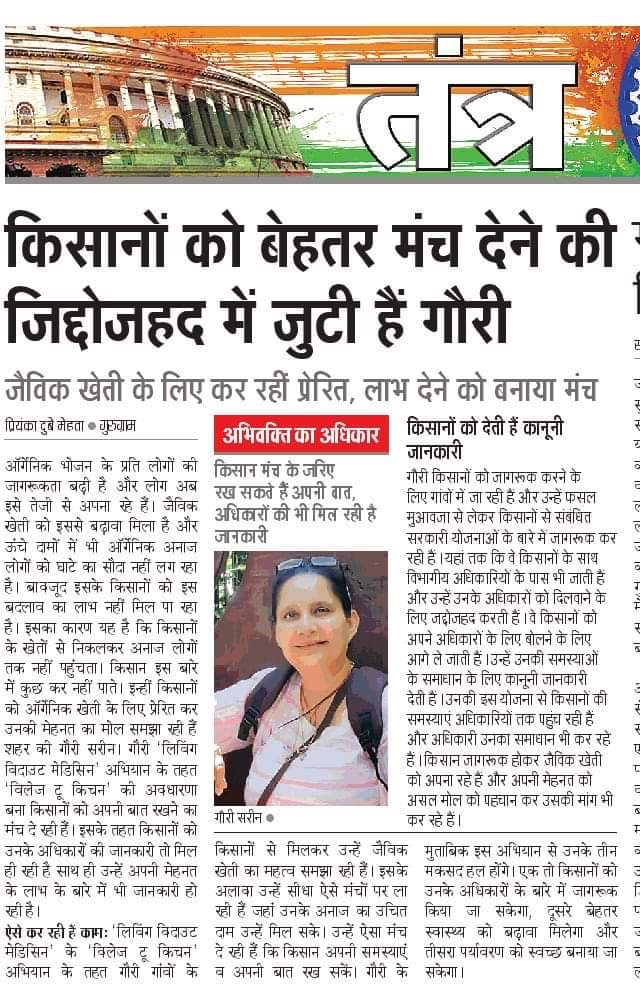 तंत्र
किसानों को बेहतर मंच देने की
जिद्दोजहद में जुटी हैं गौरी
जैविक खेती के लिए कर रहीं प्रेरित, लाभ देने को बनाया मंच
प्रियंका दुबे मेहता ● गुरुग्राम
ऑर्गेनिक भोजन के प्रति लोगों की
जागरूकता बढ़ी है और लोग अब
इसे तेजी से अपना रहे हैं। जैविक
खेती को इससे बढ़ावा मिला है और
ऊंचे दामों में भी ऑर्गेनिक अनाज
लोगों को घाटे का सौदा नहीं लग रहा
है। बावजूद इसके किसानों को इस
बदलाव का लाभ नहीं मिल पा रहा
है। इसका कारण यह है कि किसानों
के खेतों से निकलकर अनाज लोगों
तक नहीं पहुंचता। किसान इस बारे
में कुछ कर नहीं पाते। इन्हीं किसानों
को ऑर्गेनिक खेती के लिए प्रेरित कर
उनकी मेहनत का मोल समझा रही हैं
शहर की गौरी सरीन। गौरी 'लिविंग
विदाउट मेडिसिन' अभियान के तहत
'विलेज टू किचन' की अवधारणा
बना किसानों को अपनी बात रखने का
मंच दे रही हैं। इसके तहत किसानों को
उनके अधिकारों की जानकारी तो मिल
ही रही है साथ ही उन्हें अपनी मेहनत
के लाभ के बारे में भी जानकारी हो
रही है।
ऐसे कर रही हैं काम: 'लिविंग विदाउट
मेडिसिन' के 'विलेज टू किचन'
अभियान के तहत गौरी गांवों के
अभिवक्ति का अधिकार
किसान मंच के जरिए
रख सकते हैं अपनी बात,
अधिकारों की भी मिल रही है
जानकारी
गौरी सरीन ●
किसानों से मिलकर उन्हें जैविक
खेती का महत्व समझा रही हैं। इसके
अलावा उन्हें सीधा ऐसे मंचों पर ला
रही हैं जहां उनके अनाज का उचित
दाम उन्हें मिल सके। उन्हें ऐसा मंच
दे रही हैं कि किसान अपनी समस्याएं
व अपनी बात रख सकें। गौरी के
किसानों को देती हैं कानूनी
जानकारी
गौरी किसानों को जागरूक करने के
लिए गांवों में जा रही हैं और उन्हें फसल
मुआवजा से लेकर किसानों से संबंधित
सरकारी योजनाओं के बारे में जागरूक कर
रही हैं।यहां तक कि वे किसानों के साथ
विभागीय अधिकारियों के पास भी जाती हैं
और उन्हें उनके अधिकारों को दिलवाने के
लिए जद्दोजहद करती हैं। वे किसानों को
अपने अधिकारों के लिए बोलने के लिए
आगे ले जाती हैं। उन्हें उनकी समस्याओं
के समाधान के लिए कानूनी जानकारी
देती हैं।उनकी इस योजना से किसानों की
समस्याएं अधिकारियों तक पहुंच रही हैं
और अधिकारी उनका समाधान भी कर रहे
हैं। किसान जागरूक होकर जैविक खेती
को अपना रहे हैं और अपनी मेहनत को
असल मोल को पहचान कर उसकी मांग भी
कर रहे हैं।
मुताबिक इस अभियान से उनके तीन
मकसद हल होंगे। एक तो किसानों को
उनके अधिकारों के बारे में जागरूक
किया जा सकेगा, दूसरे बेहतर
स्वास्थ्य को बढ़ावा मिलेगा और
तीसरा पर्यावरण को स्वच्छ बनाया जा
सकेगा।